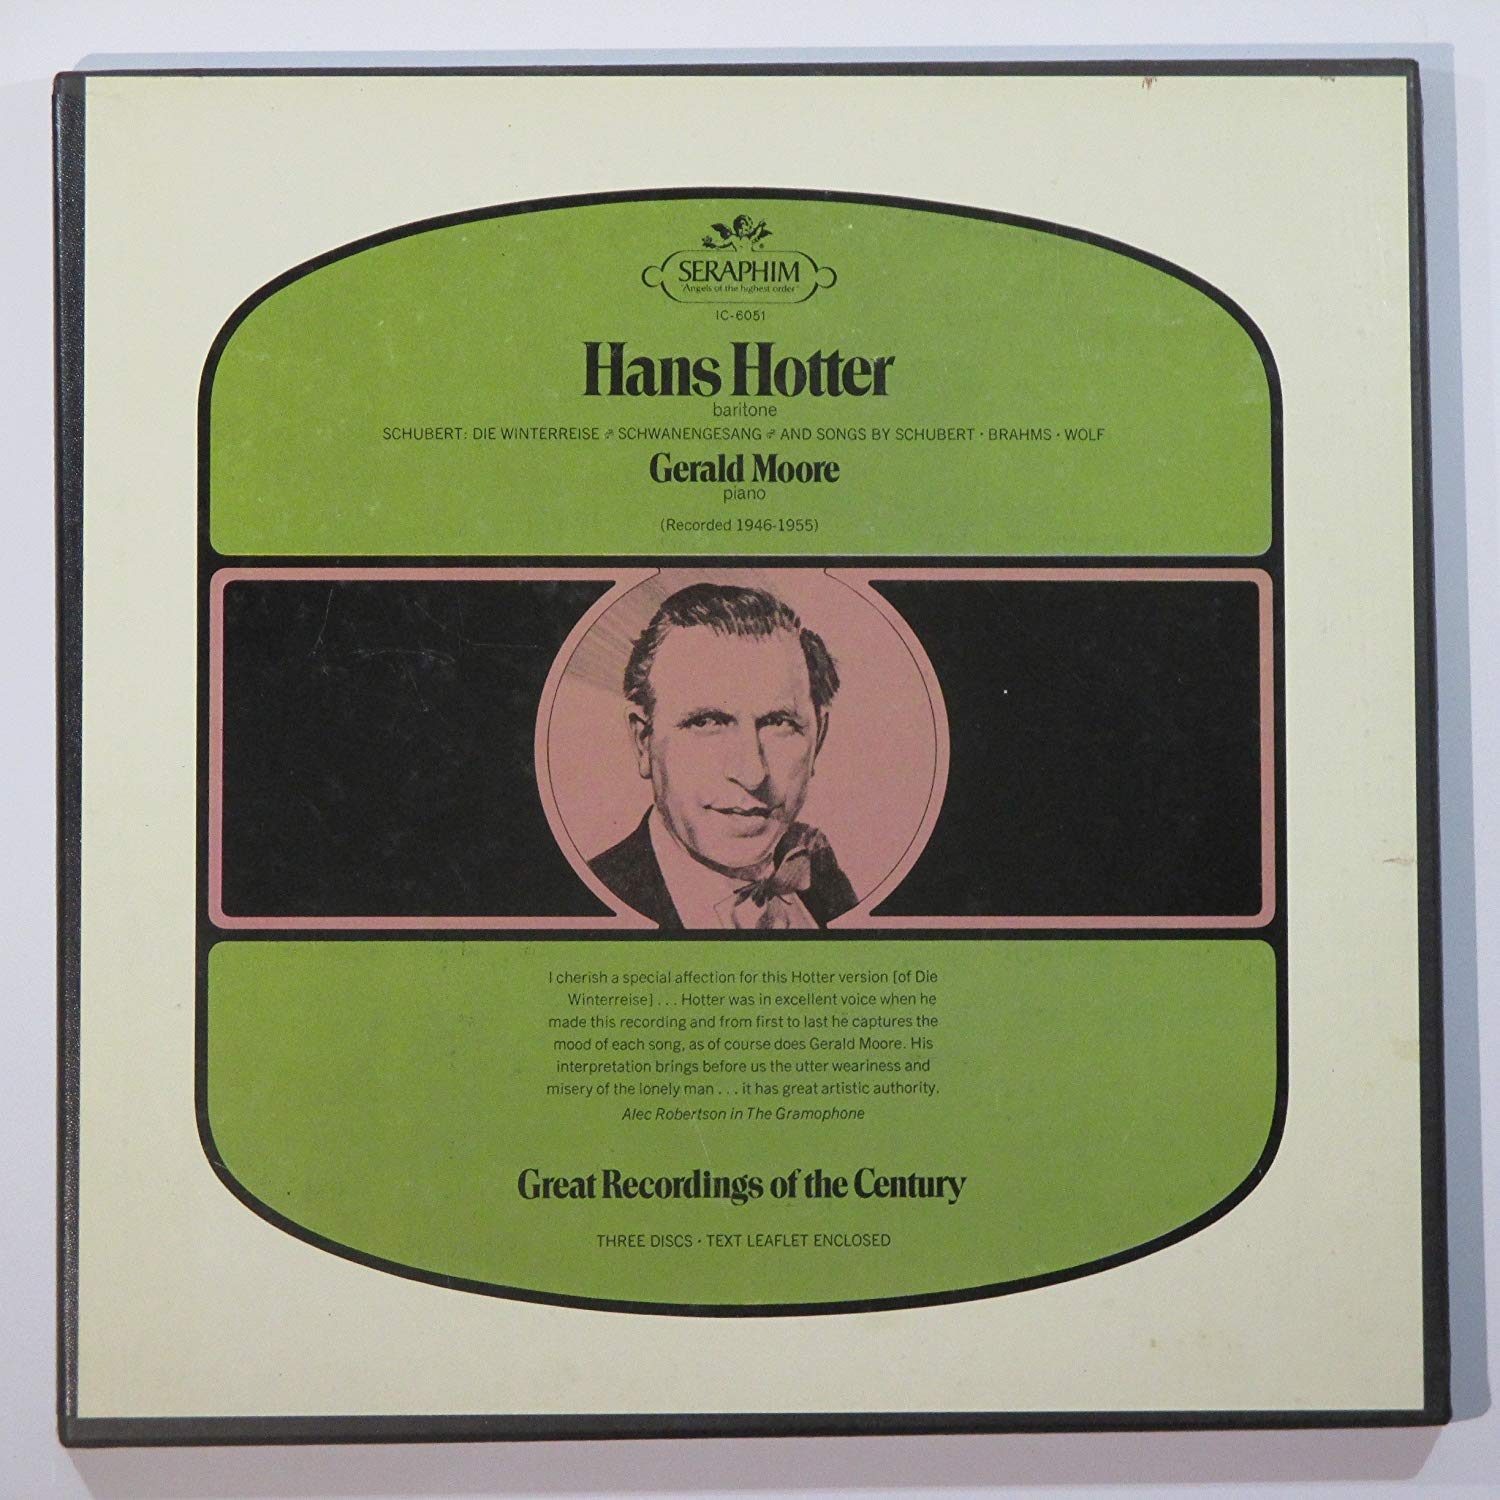 SERAPHIM
"Angels of the highest order"
IC-6051
Hans Hotter
baritone
SCHUBERT: DIE WINTERREISE SCHWANENGESANG AND SONGS BY SCHUBERT · BRAHMS · WOLF
Gerald Moore
piano
(Recorded 1946-1955)
I cherish a special affection for this Hotter version [of Die
Winterreise] . . . Hotter was in excellent voice when he
made this recording and from first to last he captures the
mood of each song, as of course does Gerald Moore. His
interpretation brings before us the utter weariness and
misery of the lonely man . . . it has great artistic authority.
Alec Robertson in The Gramophone
Great Recordings of the Century
THREE DISCS · TEXT LEAFLET ENCLOSED